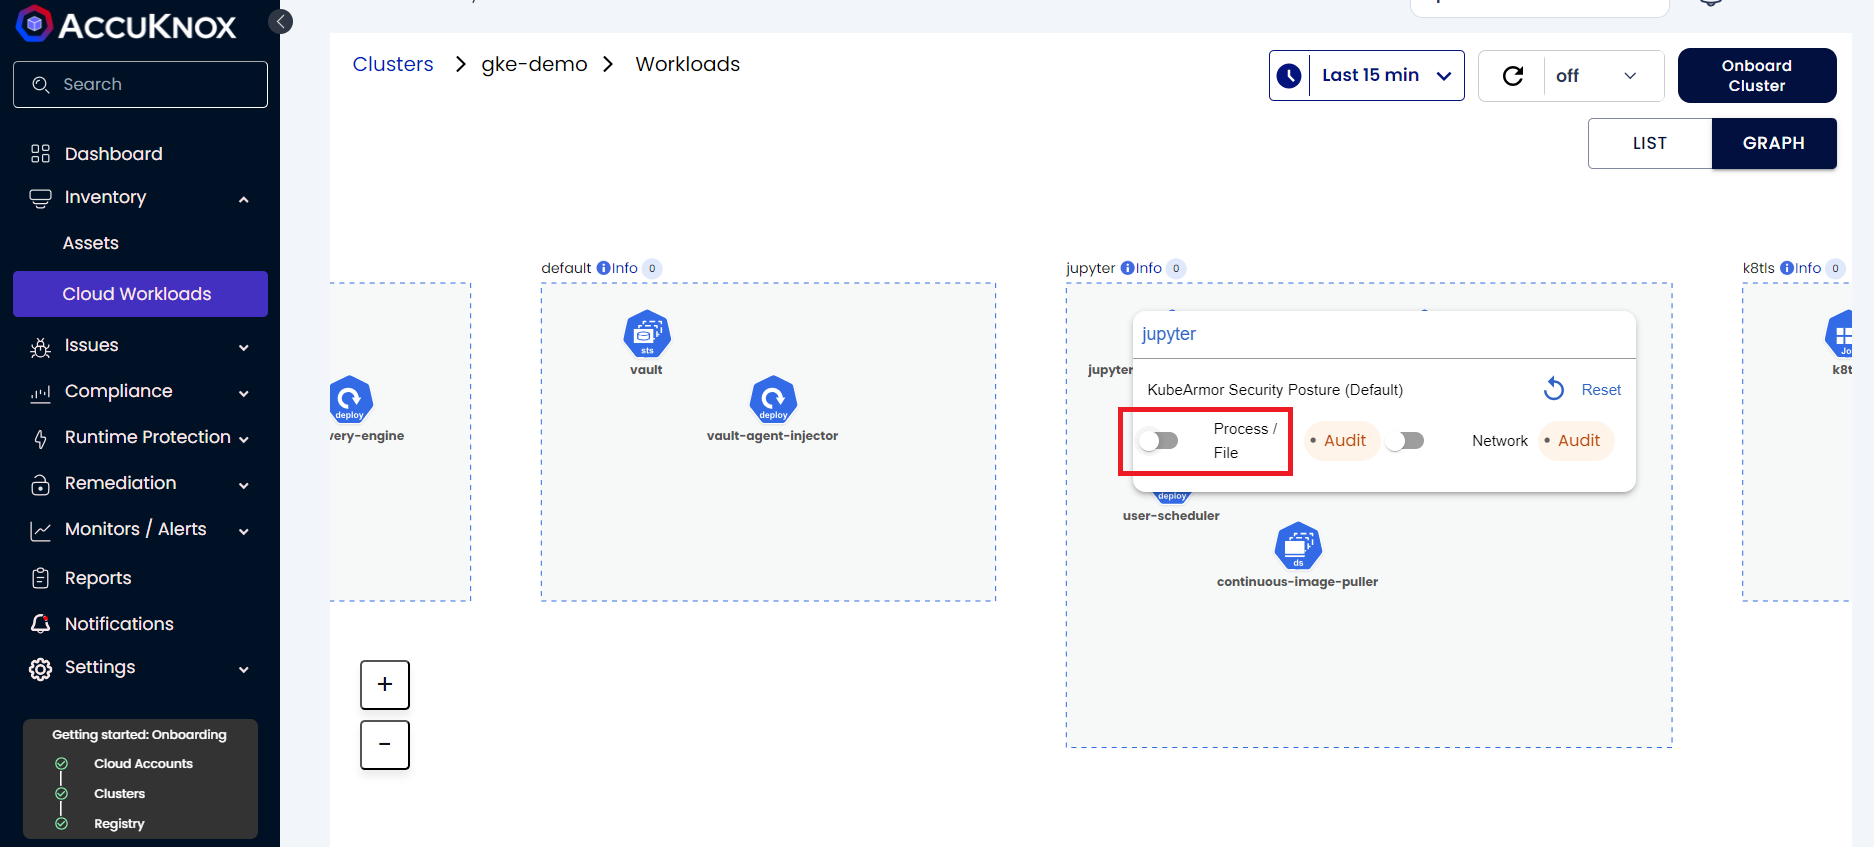 ACCUKNOX
Search
Dashboard
Inventory
Assets
Cloud Workloads
Issues
Compliance
Runtime Protection
Remediation
Monitors / Alerts
Reports
Notifications
Settings
Getting started: Onboarding
Cloud Accounts
Clusters
Registry
Clusters > gke-demo > Workloads
Last 15 min
off
Onboard
Cluster
LIST
GRAPH
default Info 0
jupyter Info 0
k8tls Info 0
deploy
very-engine
sts
vault
deploy
vault-agent-injector
jupyter
jupyter
KubeArmor Security Posture (Default)
Reset
Process /
File
• Audit
Network
• Audit
deploy
user-scheduler
ds
continuous-image-puller
Jo
k8t
+
-